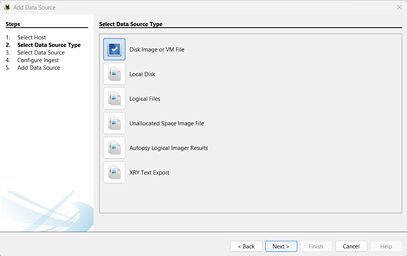 Add Data Source
Steps
1. Select Host
2. Select Data Source Type
3. Select Data Source
4. Configure Ingest
5. Add Data Source
Select Data Source Type
Disk Image or VM File
Local Disk
Logical Files
Unallocated Space Image File
Autopsy Logical Imager Results
XRY Text Export
< Back
Next >
Finish
Cancel
Help